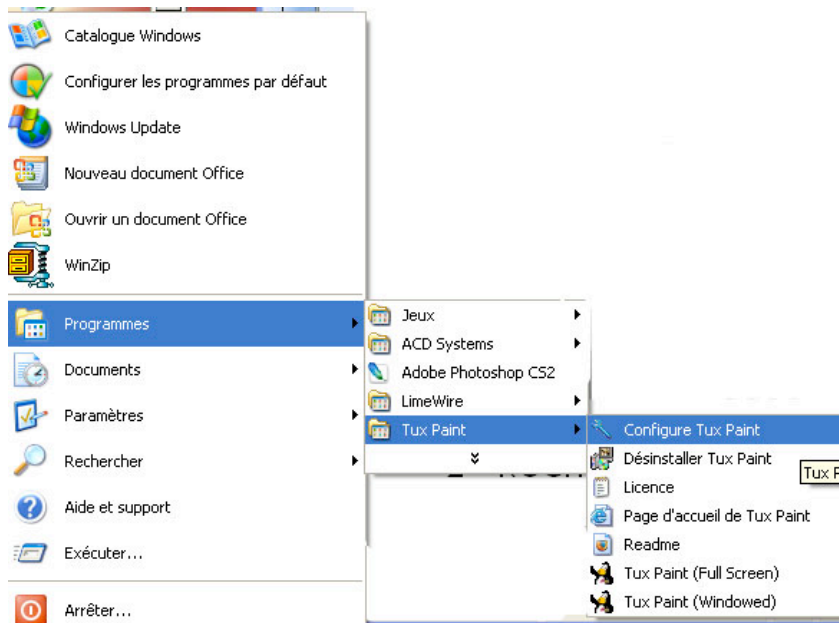 Catalogue Windows
Configurer les programmes par défaut
Windows Update
Nouveau document Office
Ouvrir un document Office
WinZip
Programmes
Documents
Paramètres
Rechercher
Aide et support
Exécuter...
Arrêter...
Jeux
ACD Systems
Adobe Photoshop CS2
LimeWire
Tux Paint
Configure Tux Paint
Désinstaller Tux Paint
Licence
Page d'accueil de Tux Paint
Readme
Tux Paint (Full Screen)
Tux Paint (Windowed)
Tux P